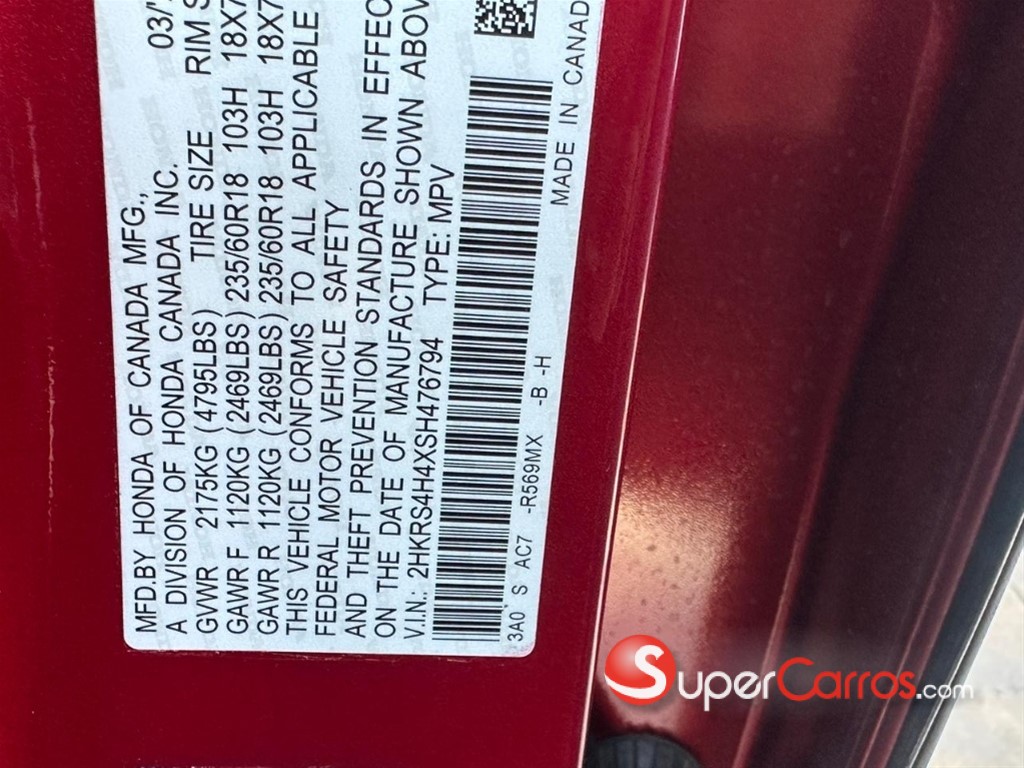 MFD.BY HONDA OF CANADA MFG., 03/
A DIVISION OF HONDA CANADA INC.
GVWR 2175KG (4795LBS) TIRE SIZE RIM S
GAWR F 1120KG (2469LBS) 235/60R18 103H 18X7
GAWR R 1120KG (2469LBS) 235/60R18 103H 18X7
THIS VEHICLE CONFORMS TO ALL APPLICABLE
FEDERAL MOTOR VEHICLE SAFETY
AND THEFT PREVENTION STANDARDS IN EFFEC
ON THE DATE OF MANUFACTURE SHOWN ABOV
V.I.N.: 2HKRS4H4XSH476794 TYPE: MPV
3A0 S AC7 -R569MX -B -H
MADE IN CANAD
SuperCarros.com